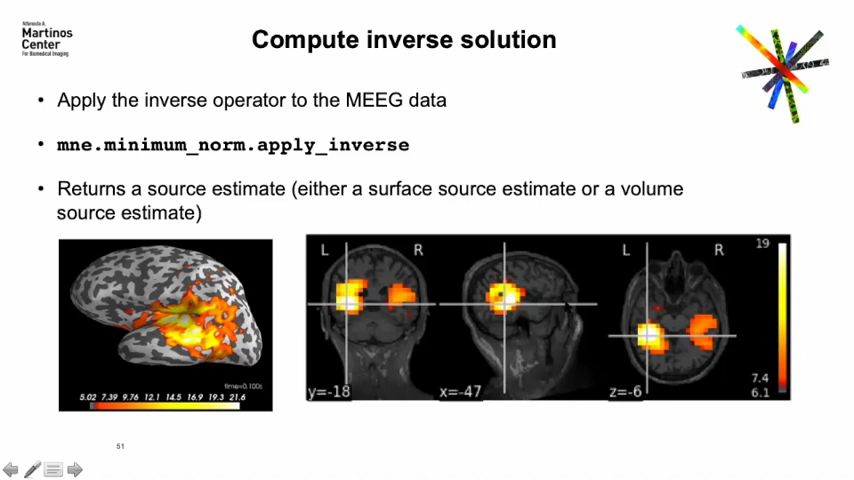 Athinoula A.
Martinos
Center
For Biomedical Imaging
Compute inverse solution
• Apply the inverse operator to the MEEG data
• mne.minimum_norm.apply_inverse
• Returns a source estimate (either a surface source estimate or a volume
source estimate)
time=0.100s
5.02 7.39 9.76 12.1 14.5 16.9 19.3 21.6
L R L R 19
7.4
y=-18 x=-47 z=-6 6.1
51